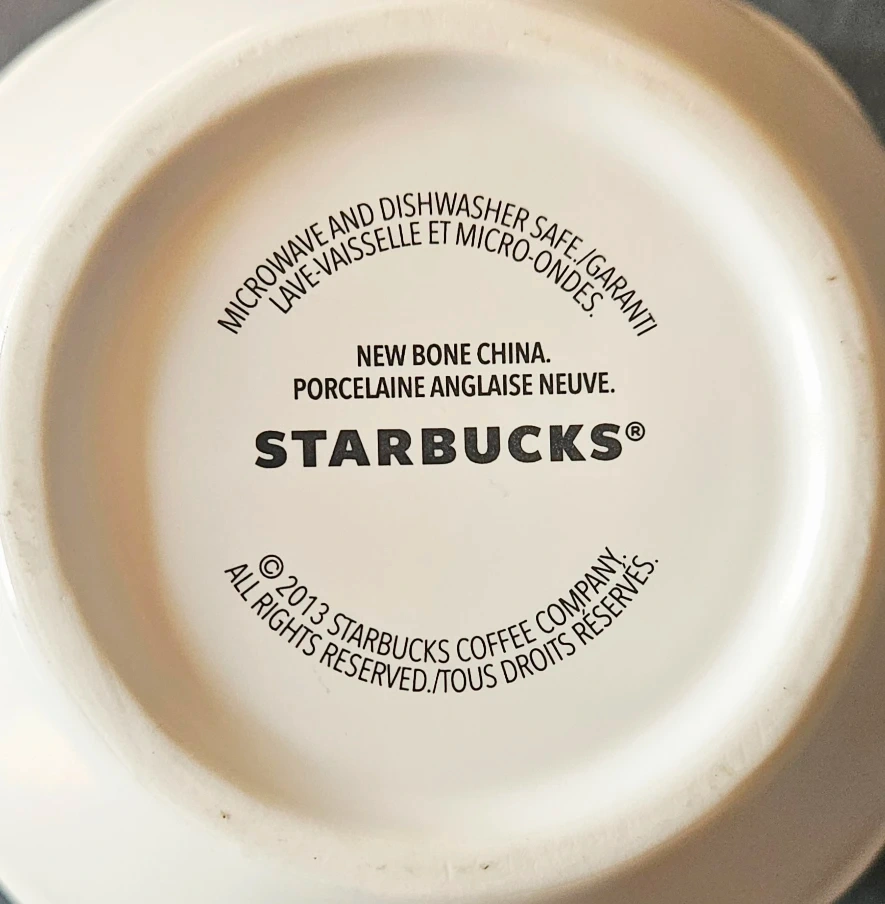 MICROWAVE AND DISHWASHER SAFE./GARANTI
LAVE-VAISSELLE ET MICRO-ONDES.
NEW BONE CHINA.
PORCELAINE ANGLAISE NEUVE.
STARBUCKS®
© 2013 STARBUCKS COFFEE COMPANY.
ALL RIGHTS RESERVED./TOUS DROITS RÉSERVÉS.